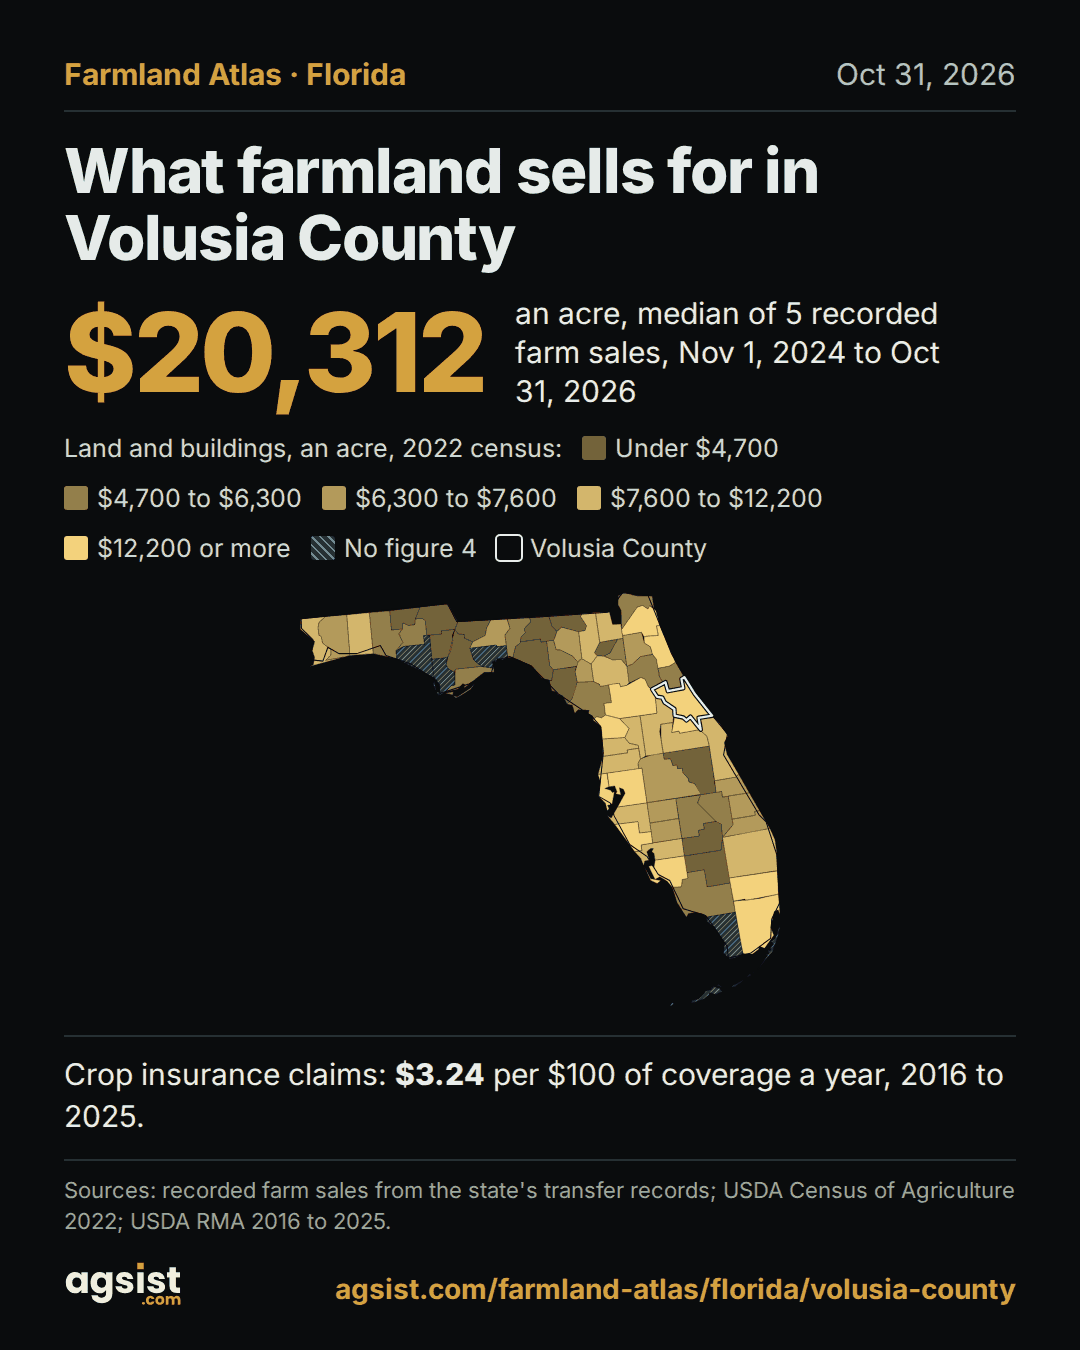 Farmland Atlas · Florida
Oct 31, 2026
What farmland sells for in
Volusia County
$20,312
an acre, median of 5 recorded
farm sales, Nov 1, 2024 to Oct
31, 2026
Land and buildings, an acre, 2022 census: Under $4,700
$4,700 to $6,300 $6,300 to $7,600 $7,600 to $12,200
$12,200 or more No figure 4 Volusia County
Crop insurance claims: $3.24 per $100 of coverage a year, 2016 to
2025.
Sources: recorded farm sales from the state's transfer records; USDA Census of Agriculture
2022; USDA RMA 2016 to 2025.
agsist
.com
agsist.com/farmland-atlas/florida/volusia-county